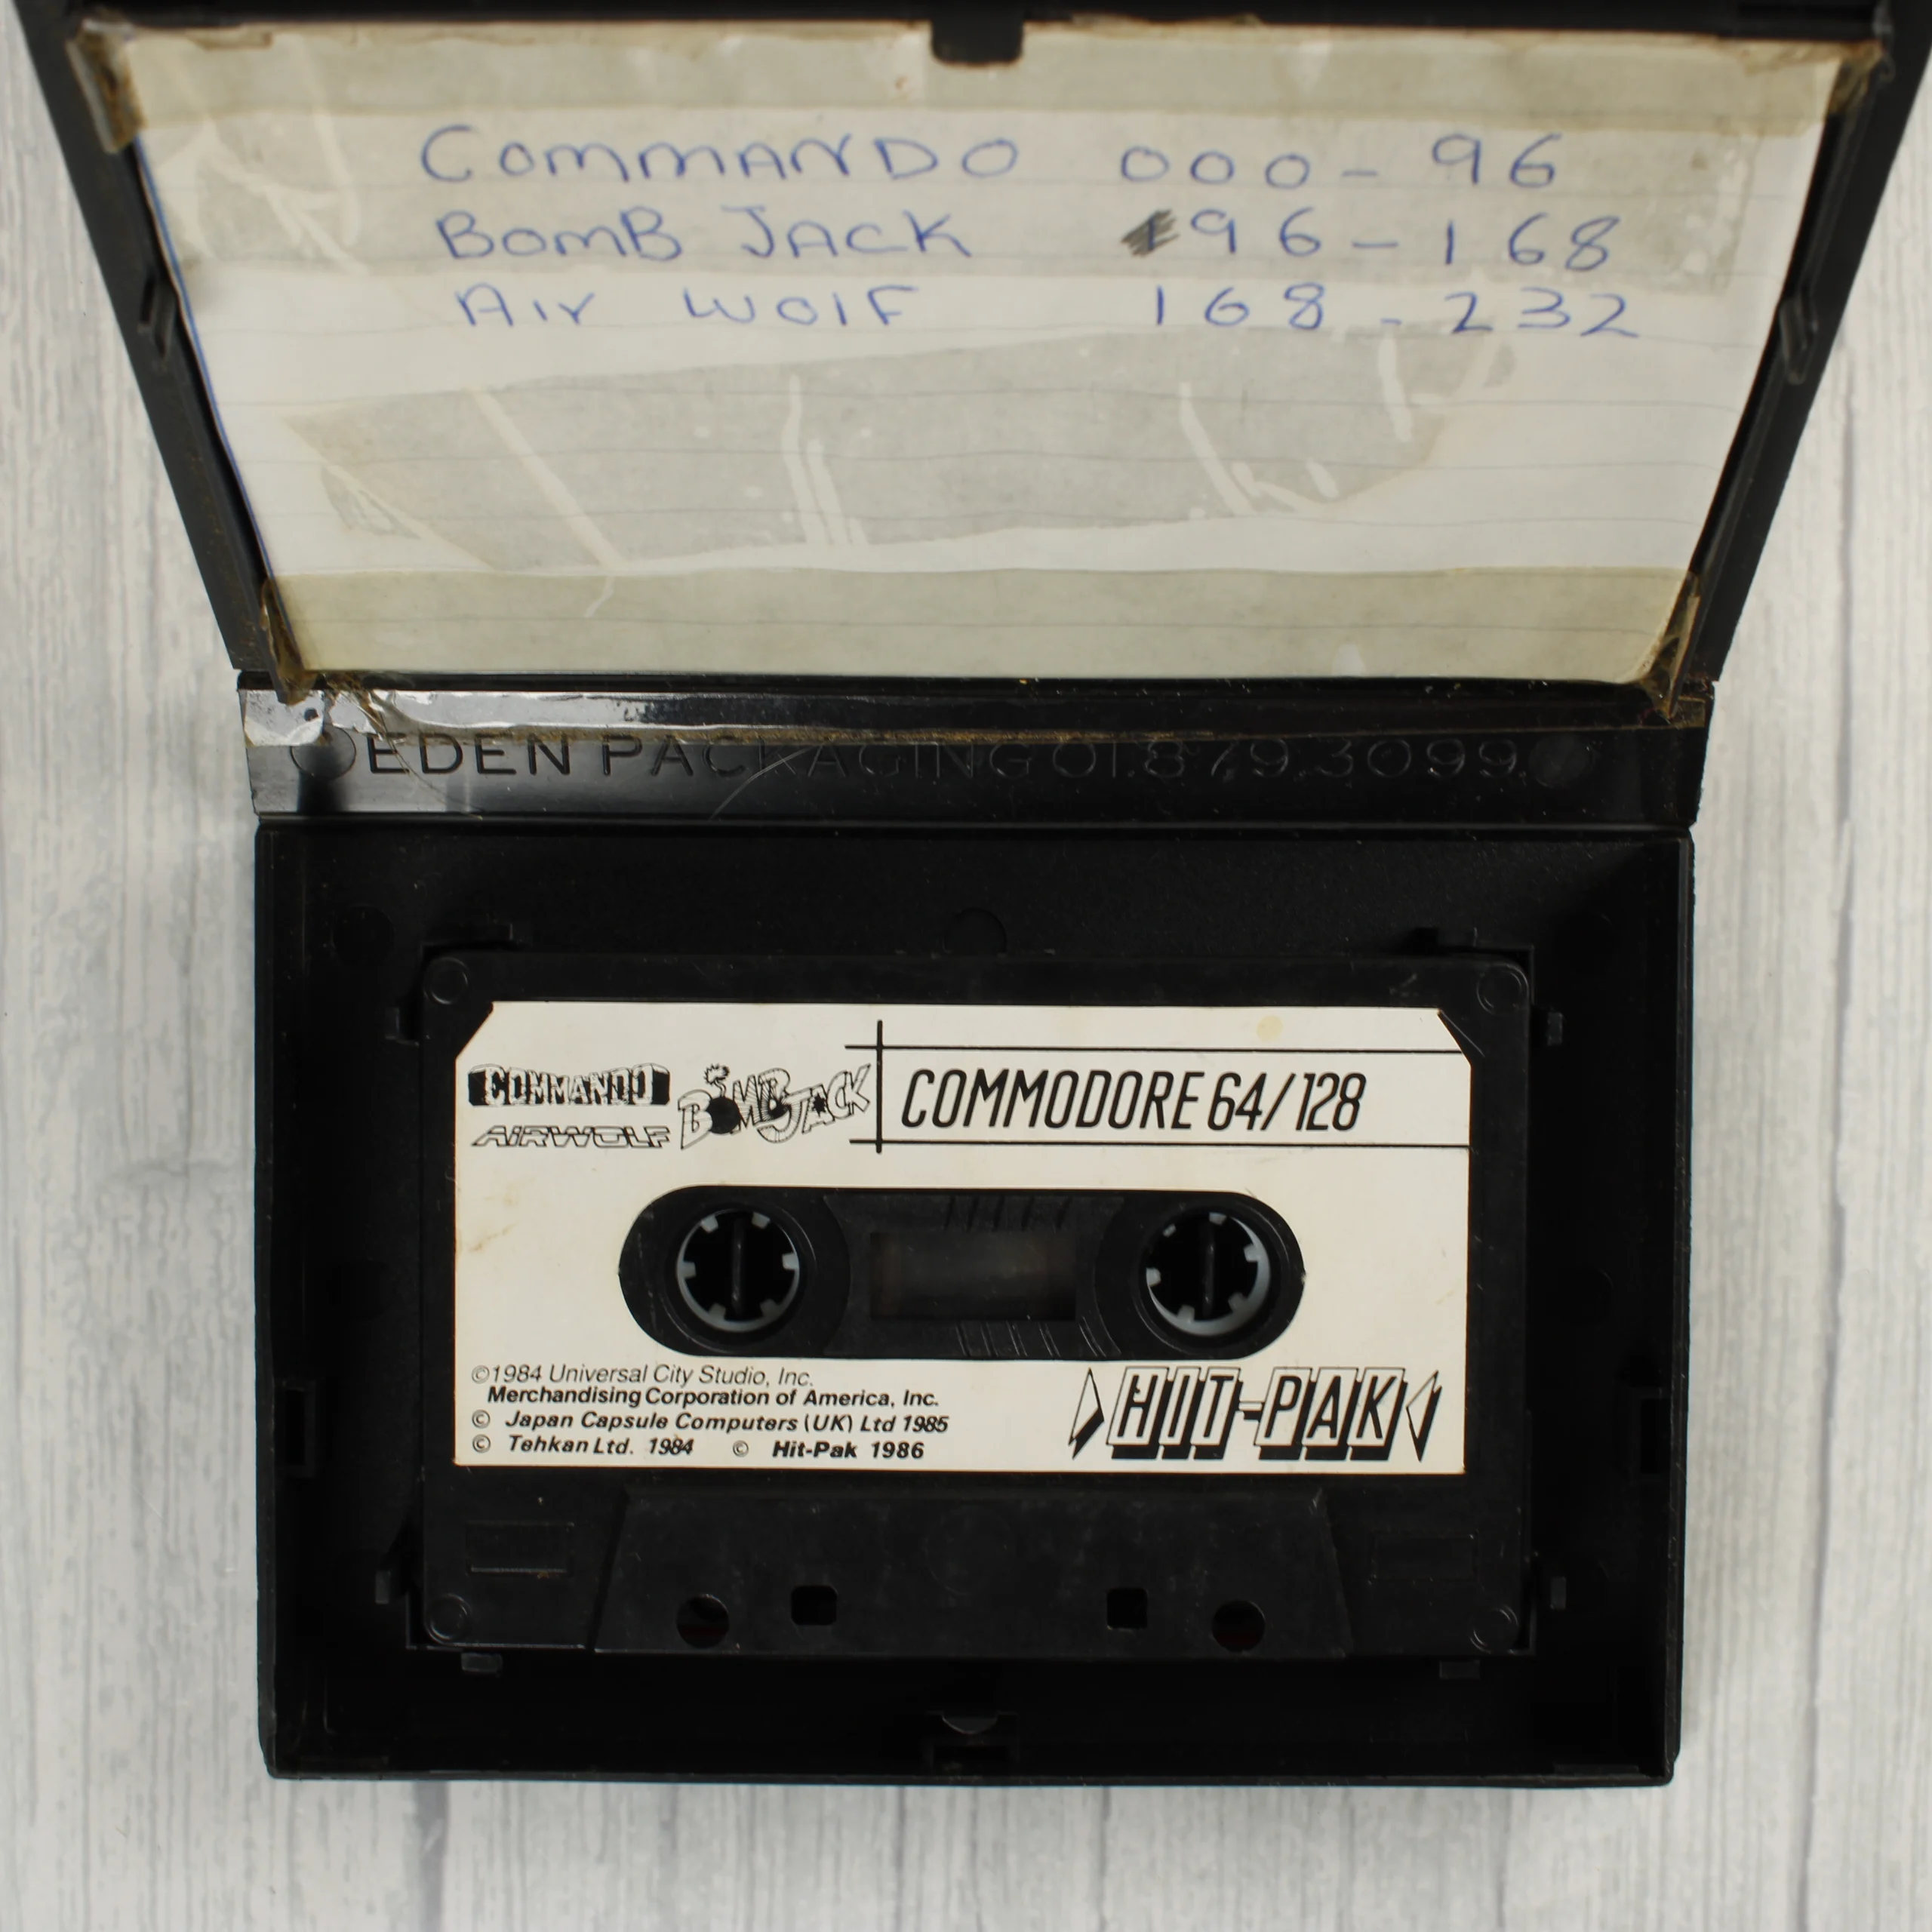 COMMANDO 000 - 96
BOMB JACK 96 - 168
Air Wolf 168 - 232
EDEN PACKAGING 01.879.3099
COMMANDO
AIRWOLF
BOMB JACK
COMMODORE 64/128
©1984 Universal City Studio, Inc.
Merchandising Corporation of America, Inc.
© Japan Capsule Computers (UK) Ltd 1985
© Tehkan Ltd. 1984 © Hit-Pak 1986
HIT-PAK